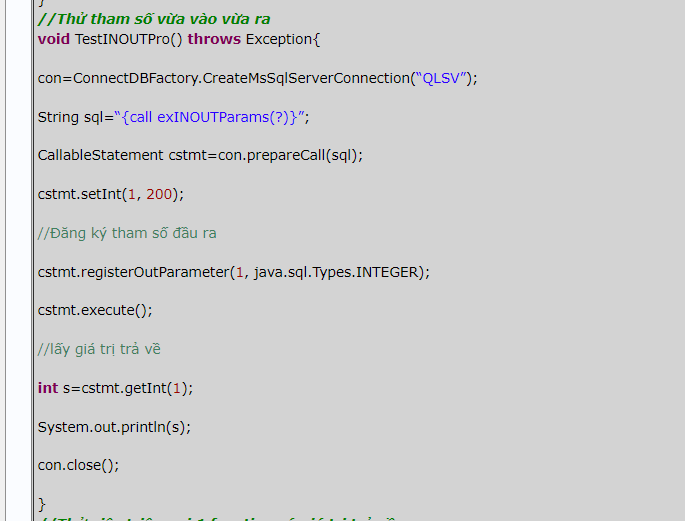 }
//Thử tham số vừa vào vừa ra
void TestINOUTPro() throws Exception{
con=ConnectDBFactory.CreateMsSqlServerConnection(“QLSV”);
String sql=“{call exINOUTParams(?)}”;
CallableStatement cstmt=con.prepareCall(sql);
cstmt.setInt(1, 200);
//Đăng ký tham số đầu ra
cstmt.registerOutParameter(1, java.sql.Types.INTEGER);
cstmt.execute();
//lấy giá trị trả về
int s=cstmt.getInt(1);
System.out.println(s);
con.close();
}